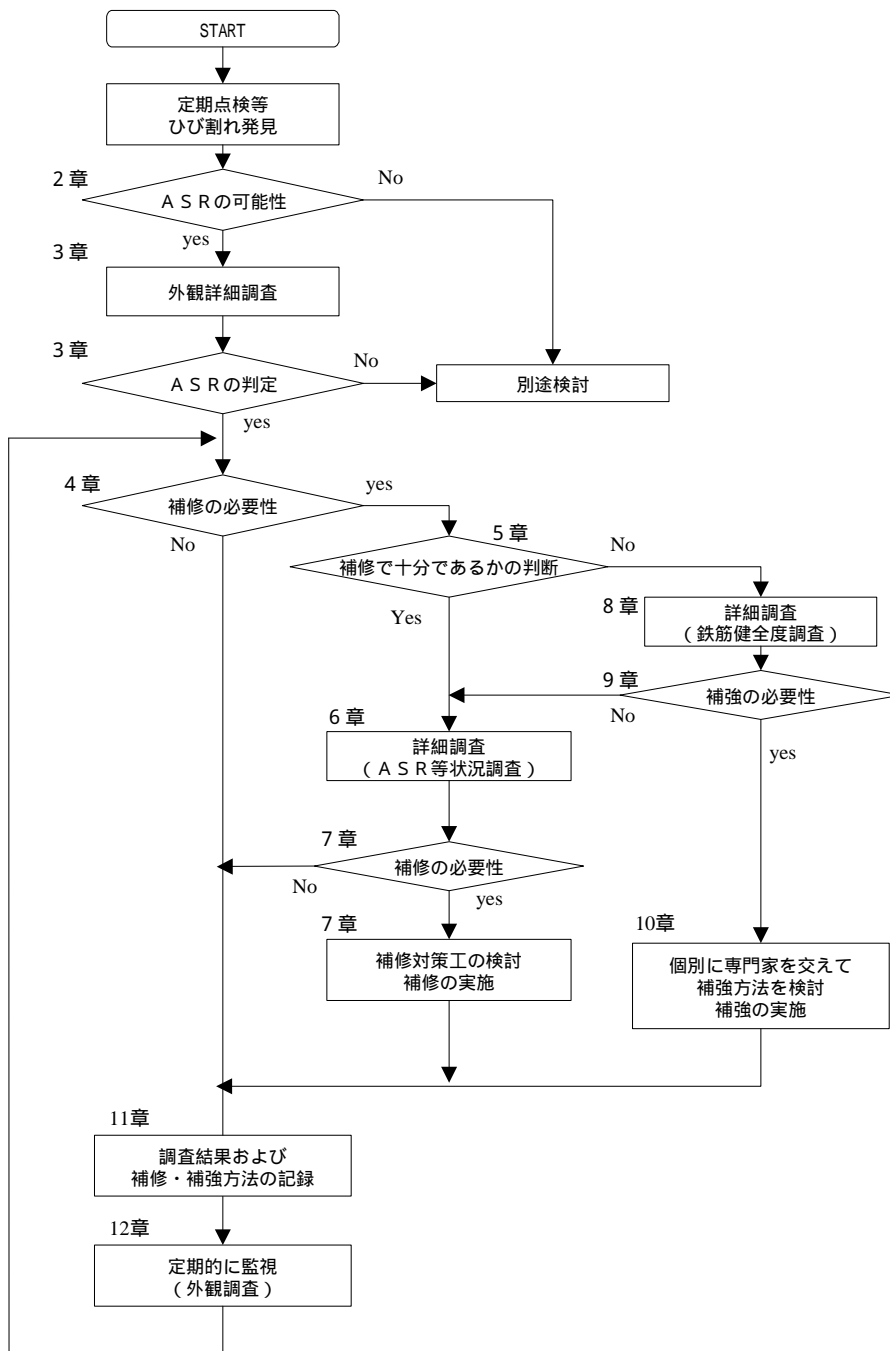 START
定期点検等
ひび割れ発見
2章
ASRの可能性
No
yes
3章
外観詳細調査
3章
ASRの判定
No
別途検討
yes
4章
補修の必要性
yes
No
5章
補修で十分であるかの判断
No
Yes
8章
詳細調査
(鉄筋健全度調査)
9章
補強の必要性
No
yes
6章
詳細調査
(ASR等状況調査)
7章
補修の必要性
No
yes
7章
補修対策工の検討
補修の実施
10章
個別に専門家を交えて
補強方法を検討
補強の実施
11章
調査結果および
補修・補強方法の記録
12章
定期的に監視
(外観調査)